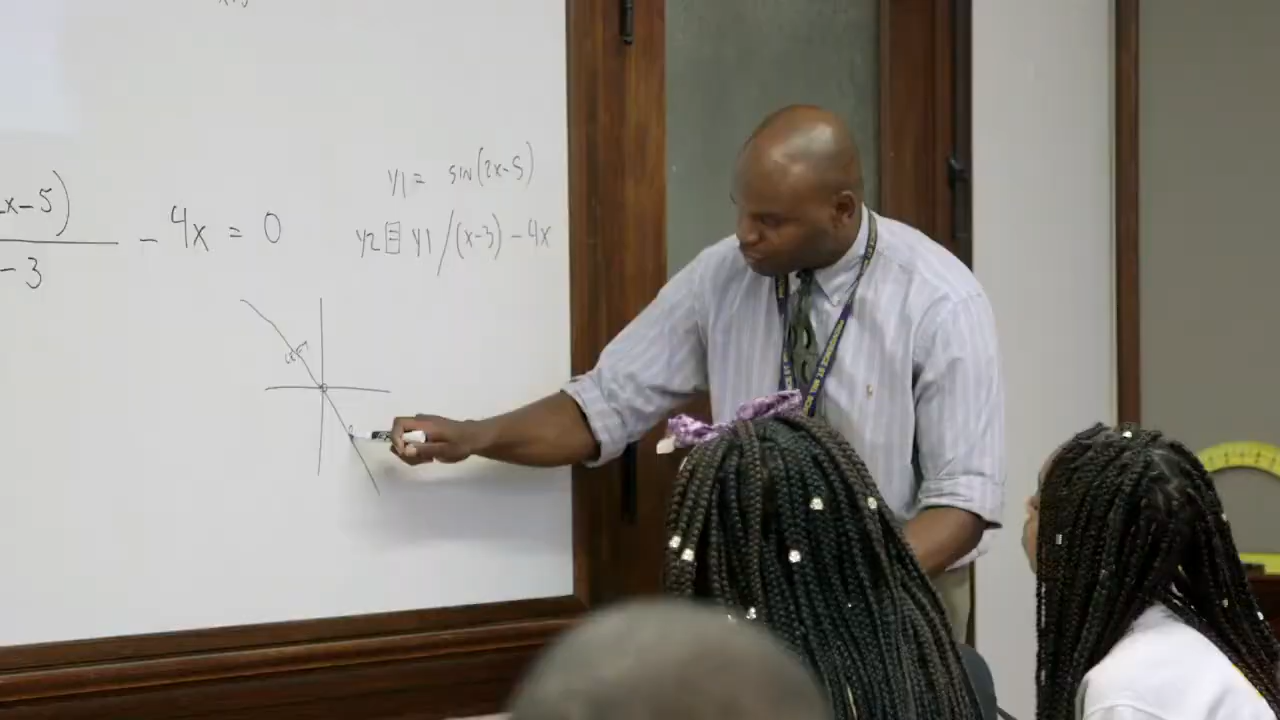 x-5)
- 4x = 0
-3
y1 = sin(2x-5)
y2 = y1/(x-3) - 4x